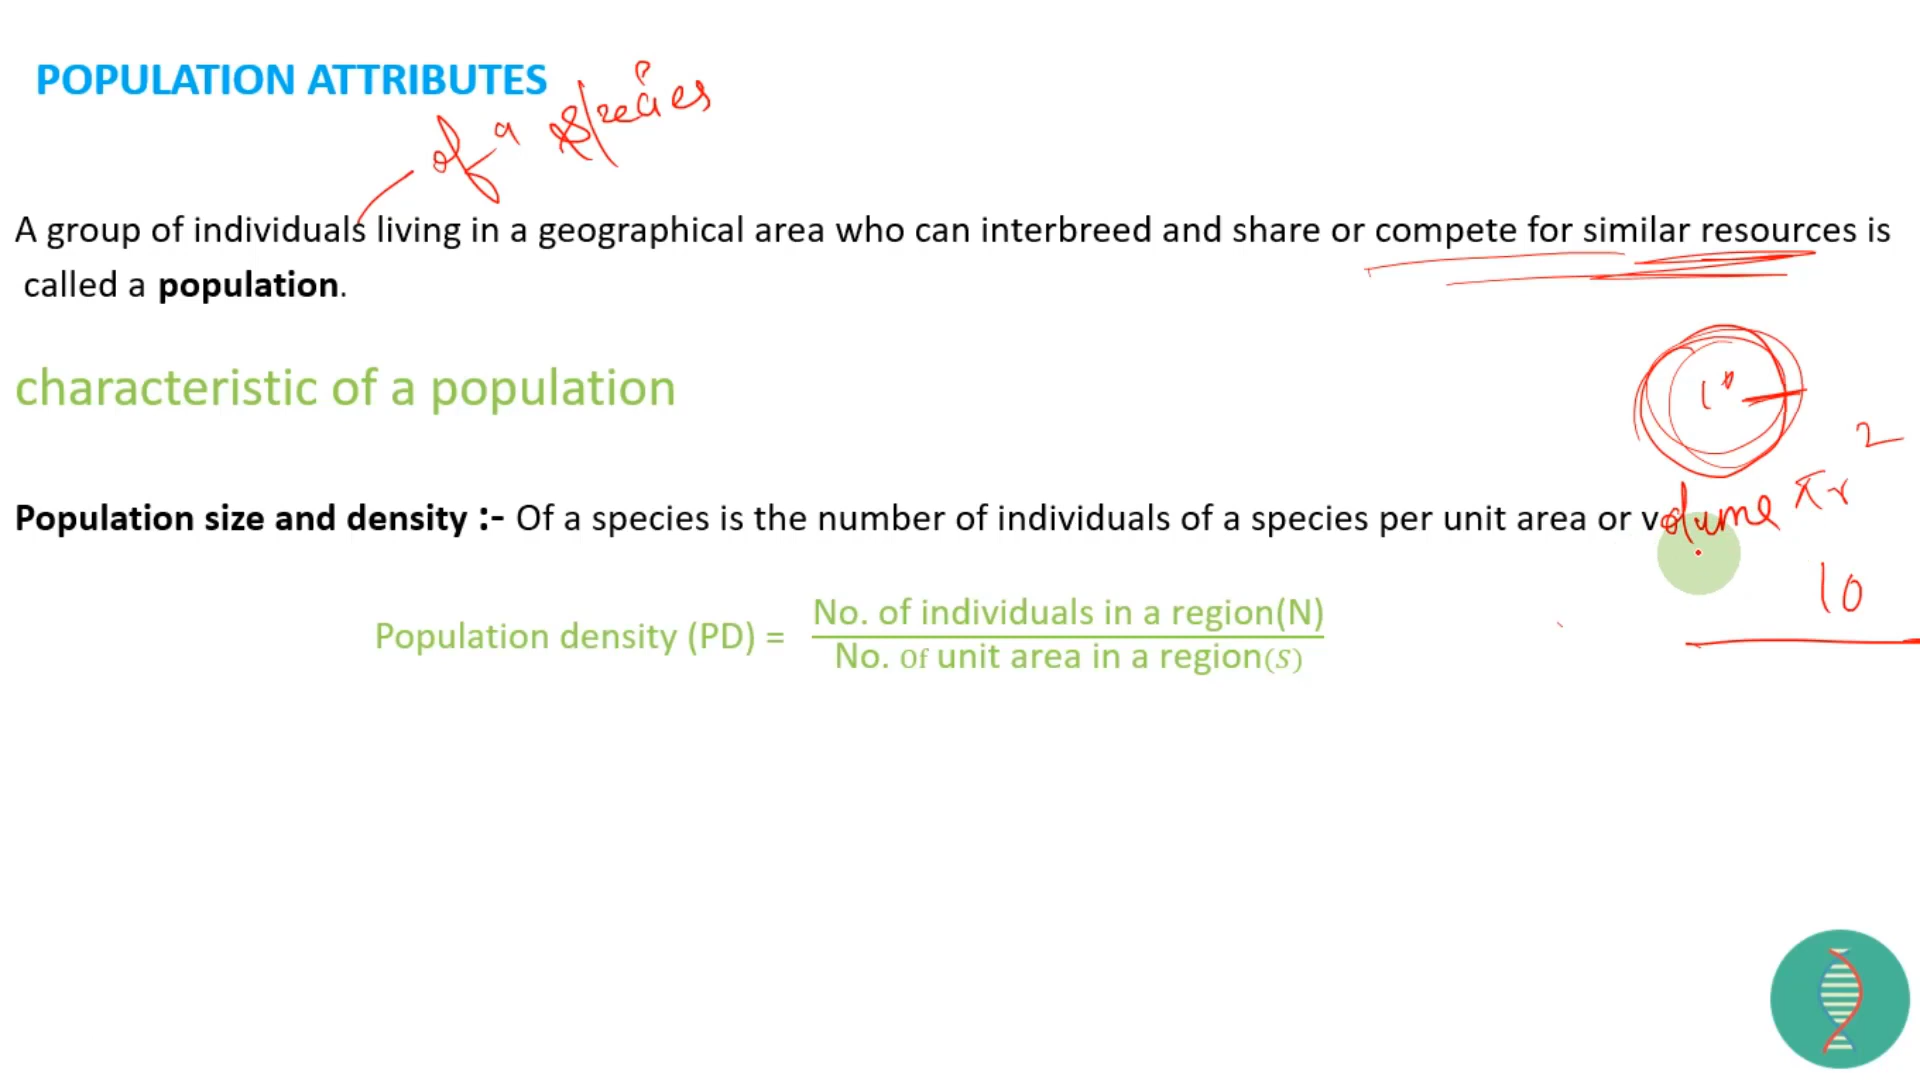 POPULATION ATTRIBUTES
of a species
A group of individuals living in a geographical area who can interbreed and share or compete for similar resources is
called a population.
characteristic of a population
10
πr2
Population size and density :- Of a species is the number of individuals of a species per unit area or volume
10
Population density (PD) = No. of individuals in a region(N)
No. Of unit area in a region(S)